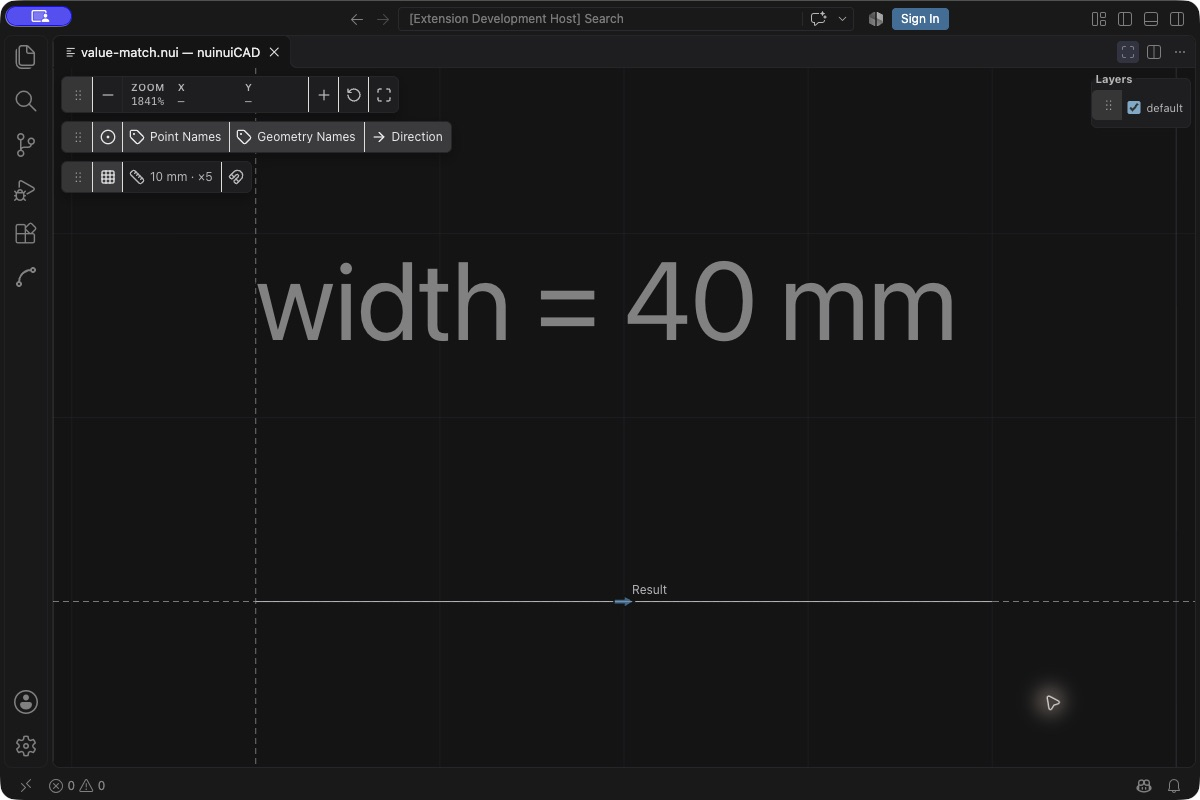 [Extension Development Host] Search
Sign In
value-match.nui — nuinuiCAD
ZOOM X Y
1841% – –
Point Names
Geometry Names
Direction
10 mm · ×5
Layers
default
width = 40 mm
Result
0 0